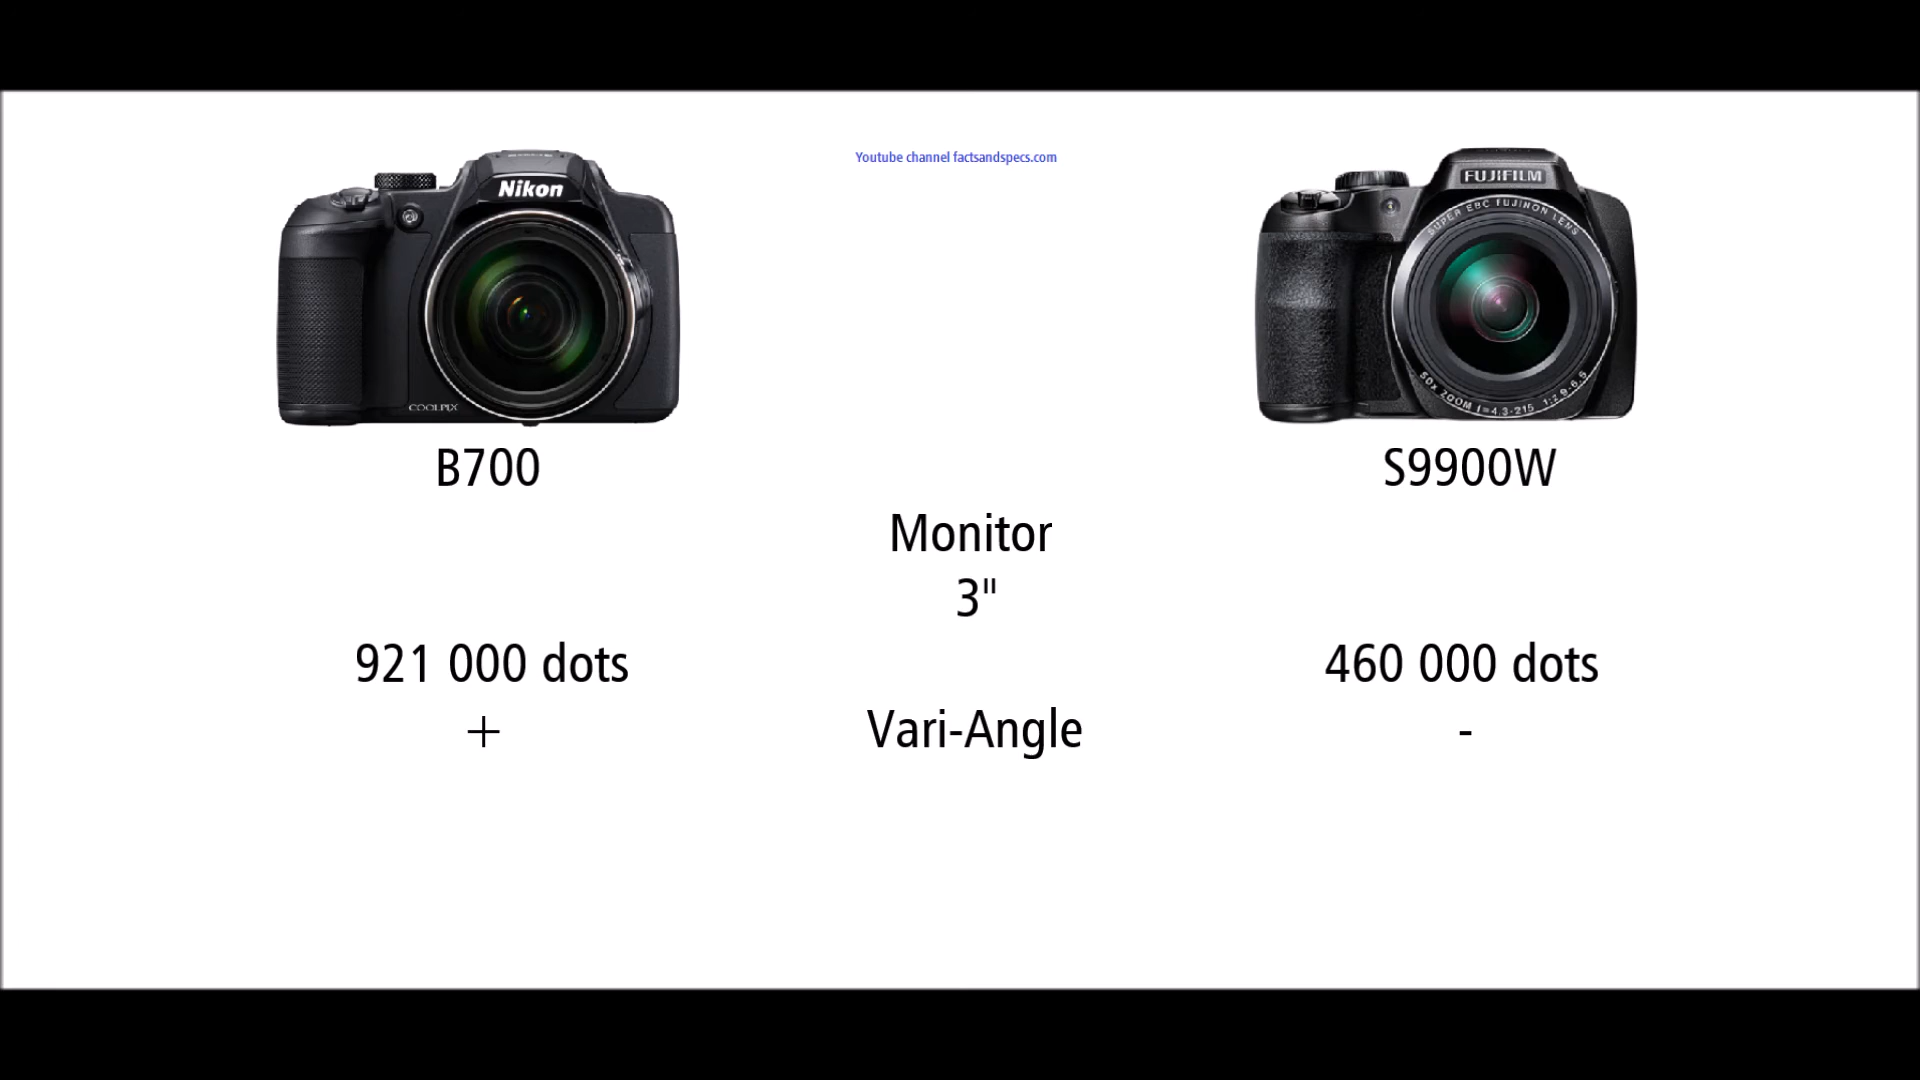 Youtube channel factsandspecs.com
Nikon
COOLPIX
FUJIFILM
SUPER EBC FUJINON LENS
50x ZOOM f=4.3-215 1:2.9-6.5
B700
S9900W
Monitor
3"
921 000 dots
460 000 dots
+
Vari-Angle
-